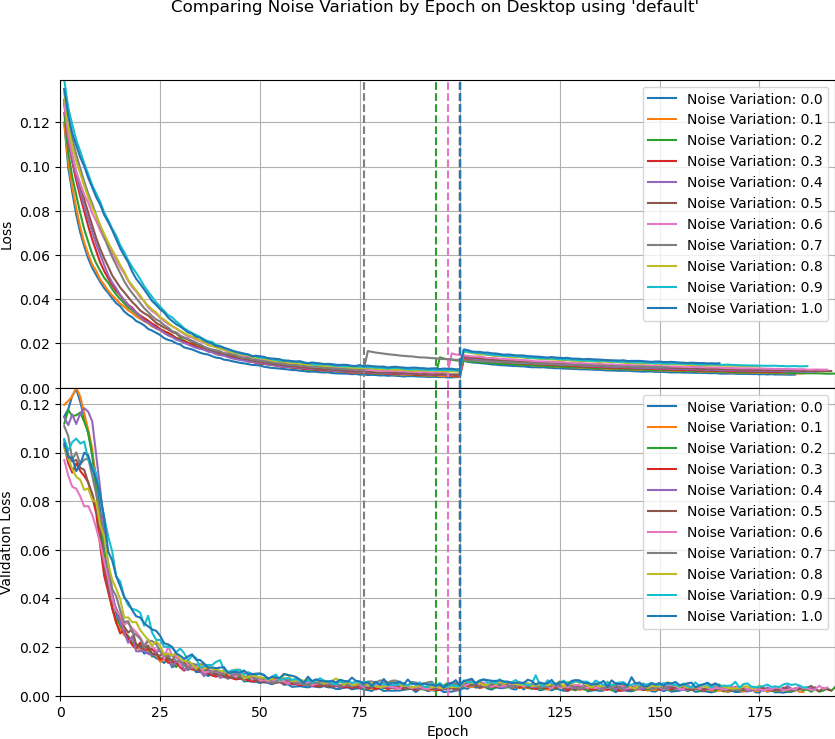 Comparing Noise Variation by Epoch on Desktop using 'default'
0.12
0.10
0.08
0.06
0.04
0.02
0.00
Loss
Noise Variation: 0.0
Noise Variation: 0.1
Noise Variation: 0.2
Noise Variation: 0.3
Noise Variation: 0.4
Noise Variation: 0.5
Noise Variation: 0.6
Noise Variation: 0.7
Noise Variation: 0.8
Noise Variation: 0.9
Noise Variation: 1.0
0.12
0.10
0.08
0.06
0.04
0.02
0.00
Validation Loss
Noise Variation: 0.0
Noise Variation: 0.1
Noise Variation: 0.2
Noise Variation: 0.3
Noise Variation: 0.4
Noise Variation: 0.5
Noise Variation: 0.6
Noise Variation: 0.7
Noise Variation: 0.8
Noise Variation: 0.9
Noise Variation: 1.0
0 25 50 75 100 125 150 175
Epoch